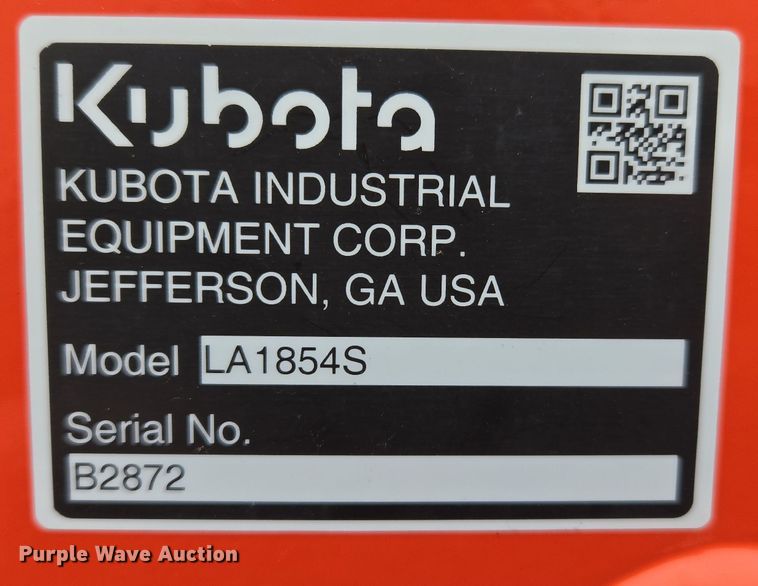 Kubota
KUBOTA INDUSTRIAL
EQUIPMENT CORP.
JEFFERSON, GA USA
Model LA1854S
Serial No.
B2872
Purple Wave Auction